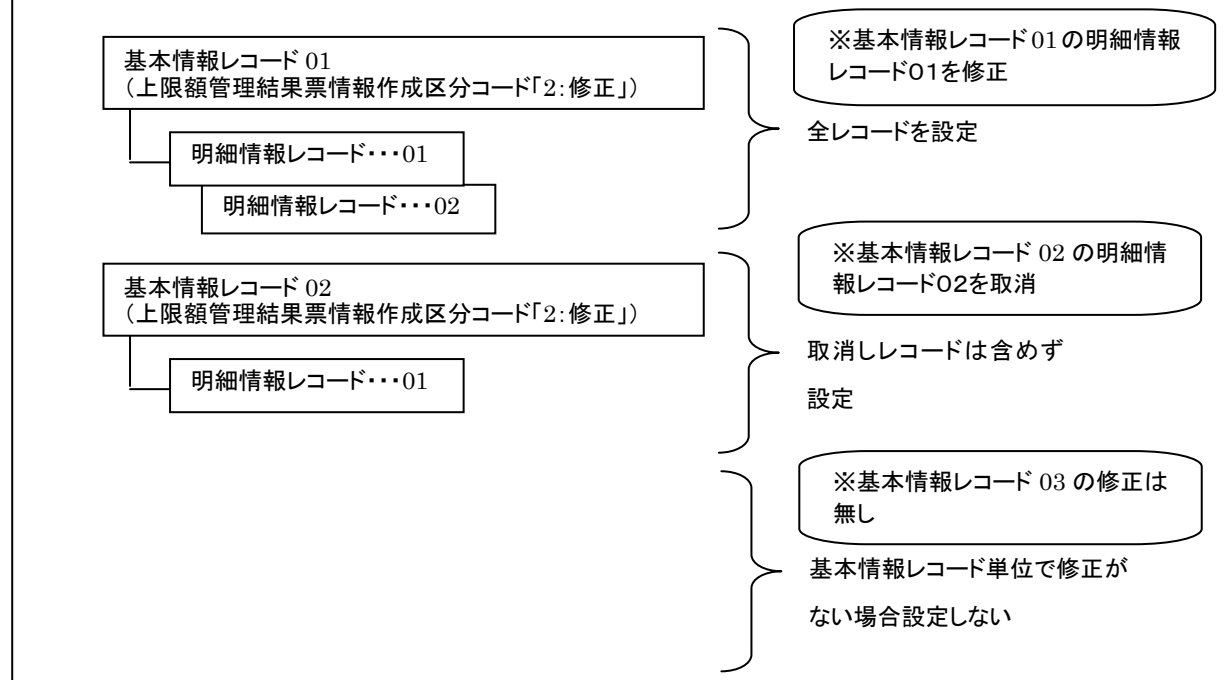 基本情報レコード 01
（上限額管理結果票情報作成区分コード「2：修正」）
明細情報レコード・・・01
明細情報レコード・・・02
※基本情報レコード01の明細情報
レコード０１を修正
全レコードを設定
基本情報レコード 02
（上限額管理結果票情報作成区分コード「2：修正」）
明細情報レコード・・・01
※基本情報レコード 02 の明細情
報レコード０２を取消
取消しレコードは含めず
設定
※基本情報レコード 03 の修正は
無し
基本情報レコード単位で修正が
ない場合設定しない